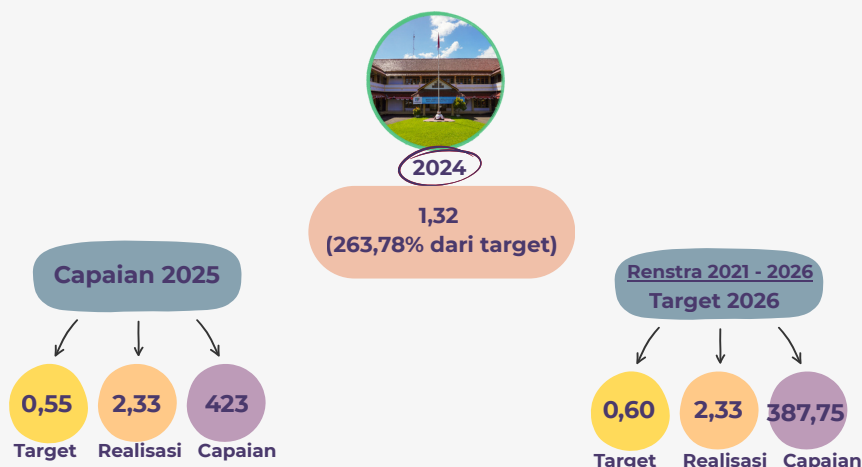 2024
1,32
(263,78% dari target)
Capaian 2025
0,55
2,33
423
Target
Realisasi
Capaian
Renstra 2021 - 2026
Target 2026
0,60
2,33
387,75
Target
Realisasi
Capaian